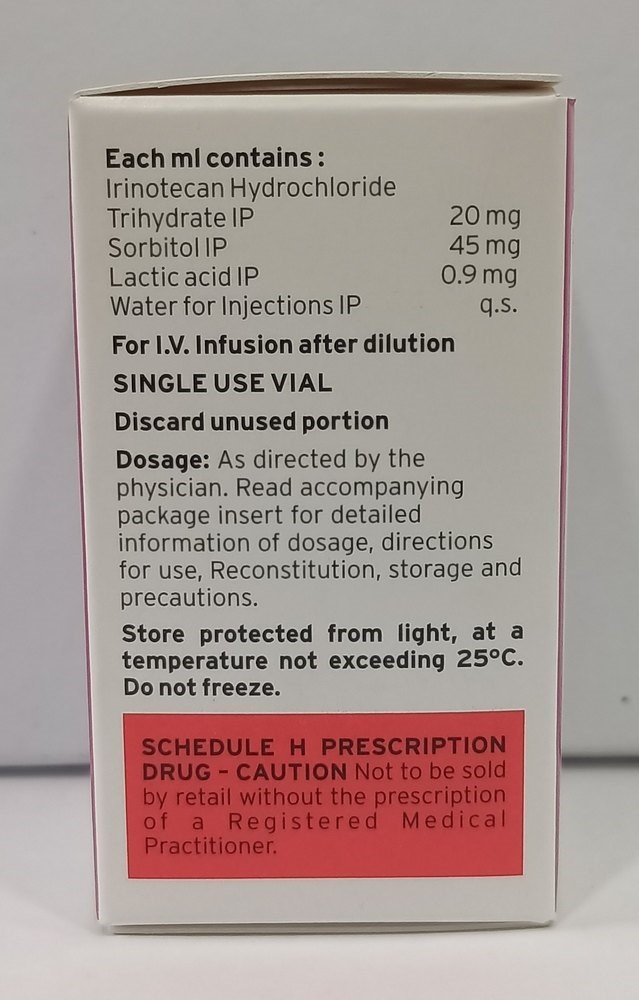 Each ml contains :
Irinotecan Hydrochloride
Trihydrate IP 20 mg
Sorbitol IP 45 mg
Lactic acid IP 0.9 mg
Water for Injections IP q.s.
For I.V. Infusion after dilution
SINGLE USE VIAL
Discard unused portion
Dosage: As directed by the
physician. Read accompanying
package insert for detailed
information of dosage, directions
for use, Reconstitution, storage and
precautions.
Store protected from light, at a
temperature not exceeding 25°C.
Do not freeze.
SCHEDULE H PRESCRIPTION
DRUG - CAUTION Not to be sold
by retail without the prescription
of a Registered Medical
Practitioner.